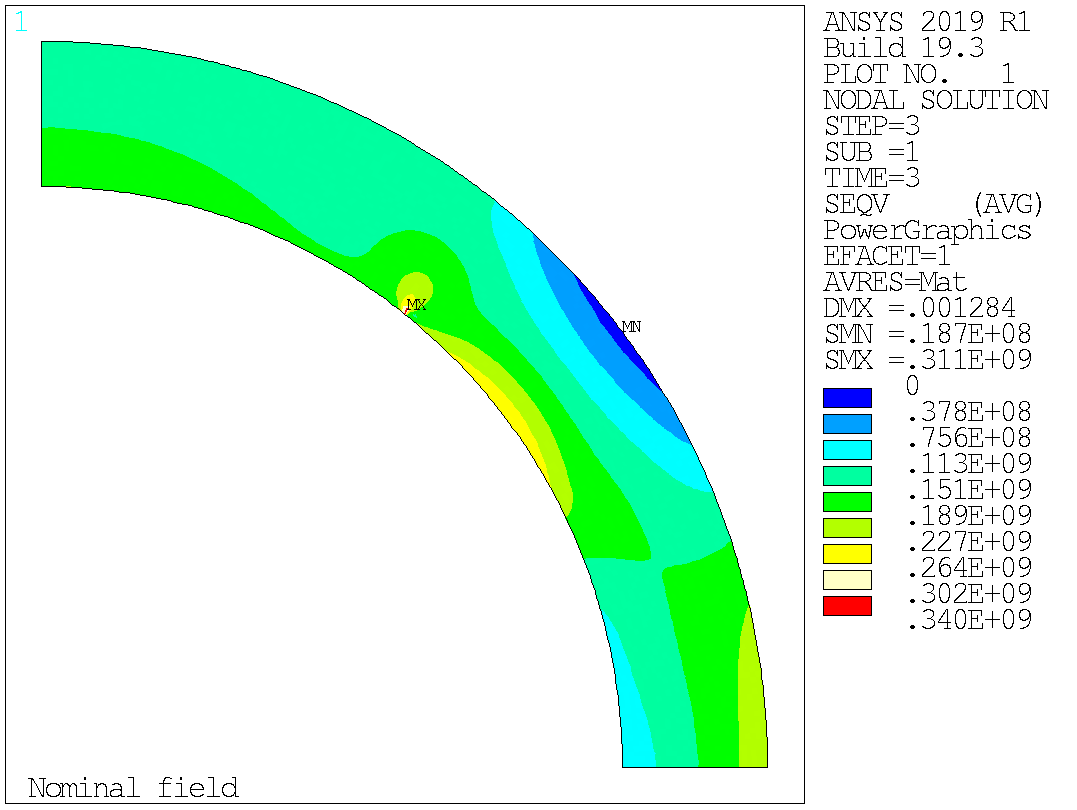 1
ANSYS 2019 R1
Build 19.3
PLOT NO. 1
NODAL SOLUTION
STEP=3
SUB =1
TIME=3
SEQV (AVG)
PowerGraphics
EFACET=1
AVRES=Mat
DMX =.001284
SMN =.187E+08
SMX =.311E+09
0
.378E+08
.756E+08
.113E+09
.151E+09
.189E+09
.227E+09
.264E+09
.302E+09
.340E+09
MX
MN
Nominal field